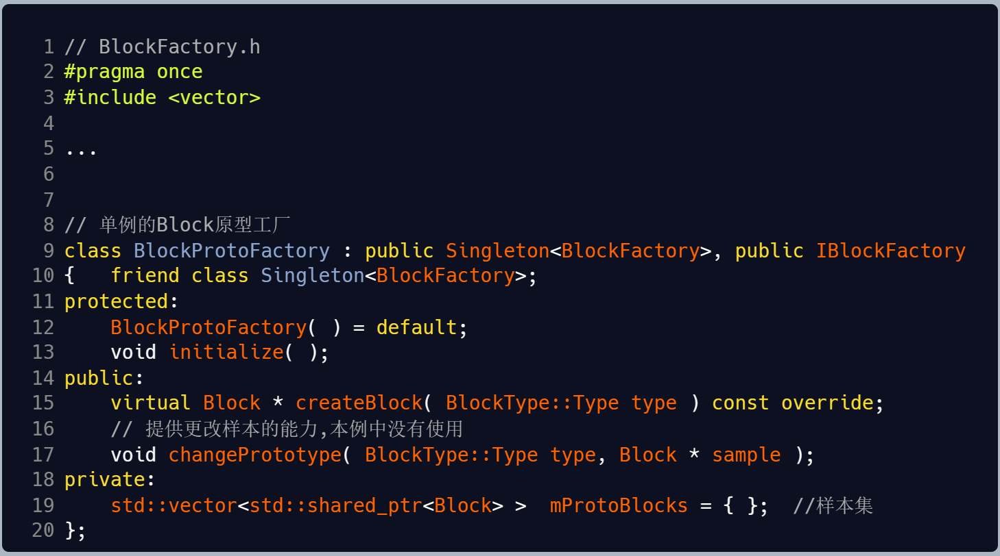 1 // BlockFactory.h
2 #pragma once
3 #include <vector>
4
5 ...
6
7
8 // 单例的Block原型工厂
9 class BlockProtoFactory : public Singleton<BlockFactory>, public IBlockFactory
10 {   friend class Singleton<BlockFactory>;
11 protected:
12     BlockProtoFactory( ) = default;
13     void initialize( );
14 public:
15     virtual Block * createBlock( BlockType::Type type ) const override;
16     // 提供更改样本的能力,本例中没有使用
17     void changePrototype( BlockType::Type type, Block * sample );
18 private:
19     std::vector<std::shared_ptr<Block> >  mProtoBlocks = { };  //样本集
20 };